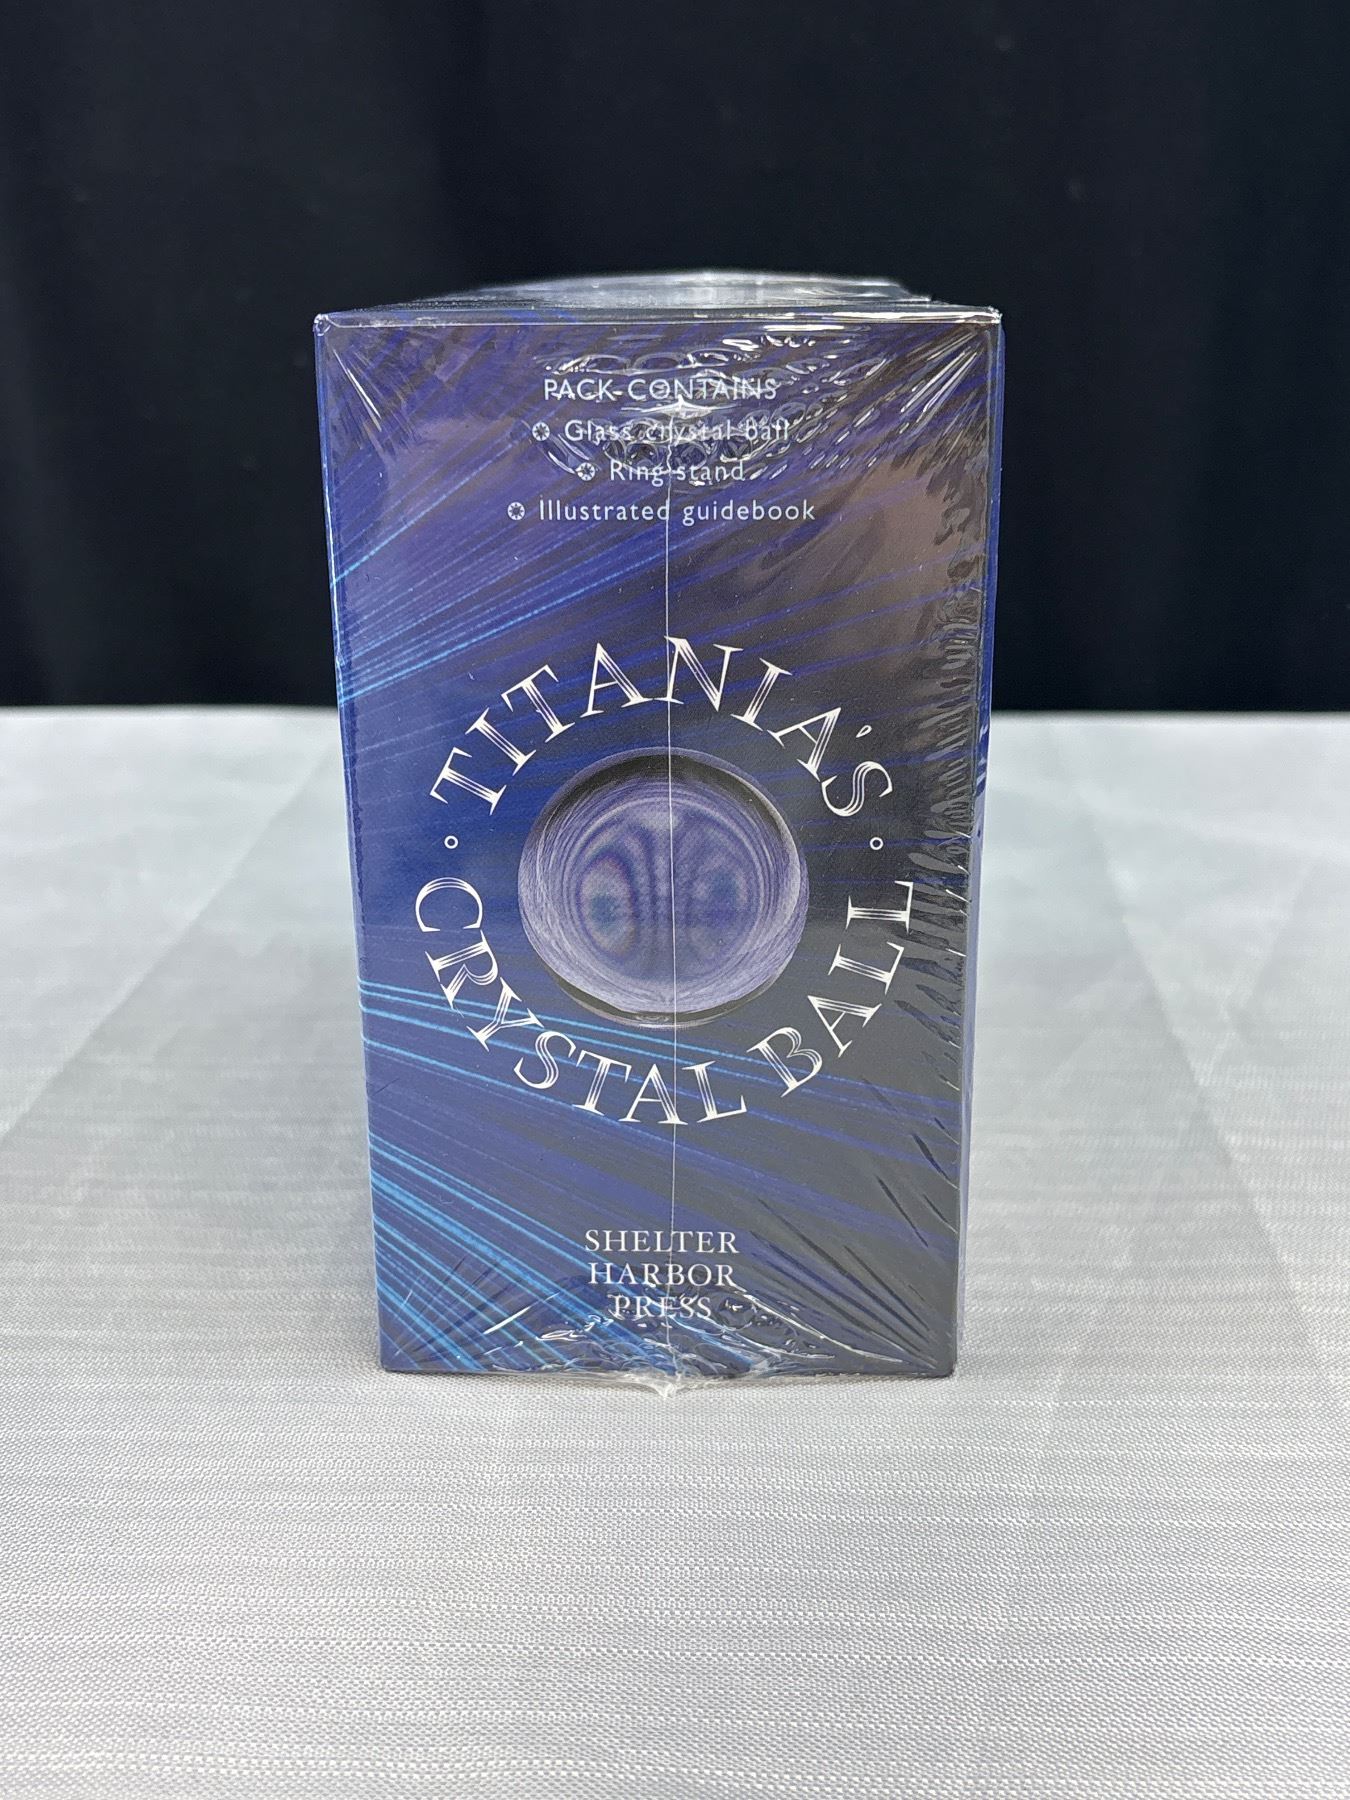 PACK CONTAINS
Glass crystal ball
Ring stand
Illustrated guidebook
TITANIA'S
CRYSTAL BALL
SHELTER
HARBOR
PRESS